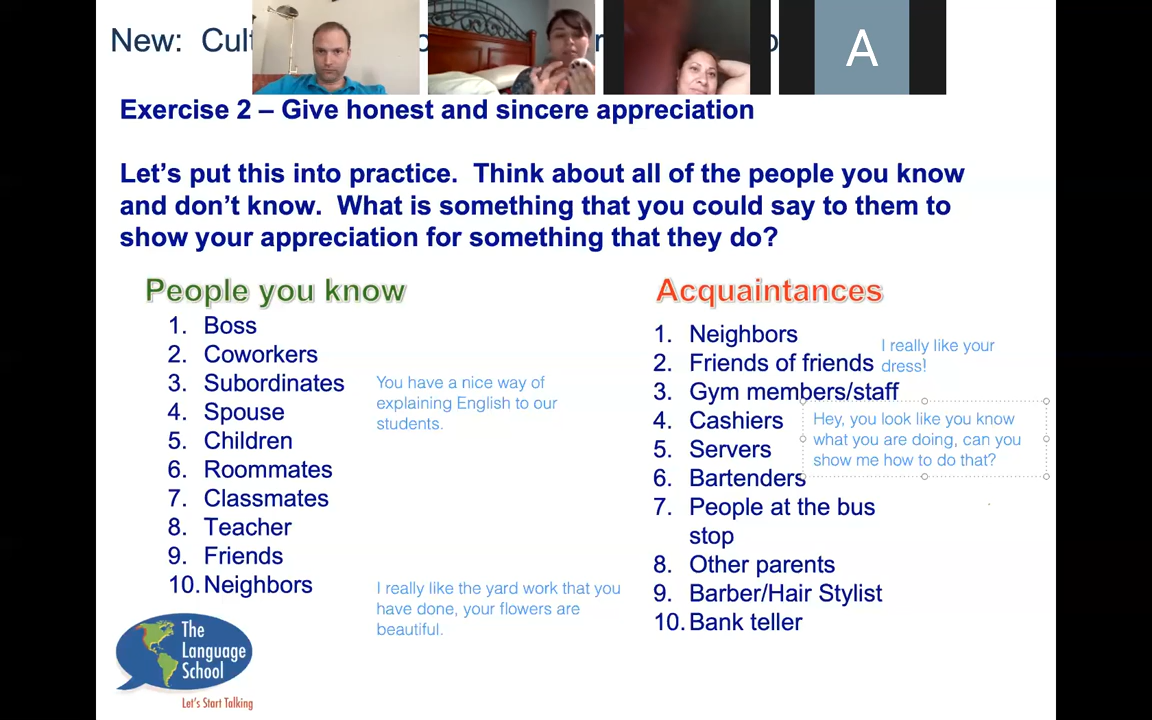 New: Cult
A
Exercise 2 – Give honest and sincere appreciation
Let's put this into practice. Think about all of the people you know
and don't know. What is something that you could say to them to
show your appreciation for something that they do?
People you know
1. Boss
2. Coworkers
3. Subordinates
4. Spouse
5. Children
6. Roommates
7. Classmates
8. Teacher
9. Friends
10. Neighbors
You have a nice way of
explaining English to our
students.
I really like the yard work that you
have done, your flowers are
beautiful.
Acquaintances
1. Neighbors
2. Friends of friends
3. Gym members/staff
4. Cashiers
5. Servers
6. Bartenders
7. People at the bus
stop
8. Other parents
9. Barber/Hair Stylist
10. Bank teller
I really like your
dress!
Hey, you look like you know
what you are doing, can you
show me how to do that?
The
Language
School
Let's Start Talking